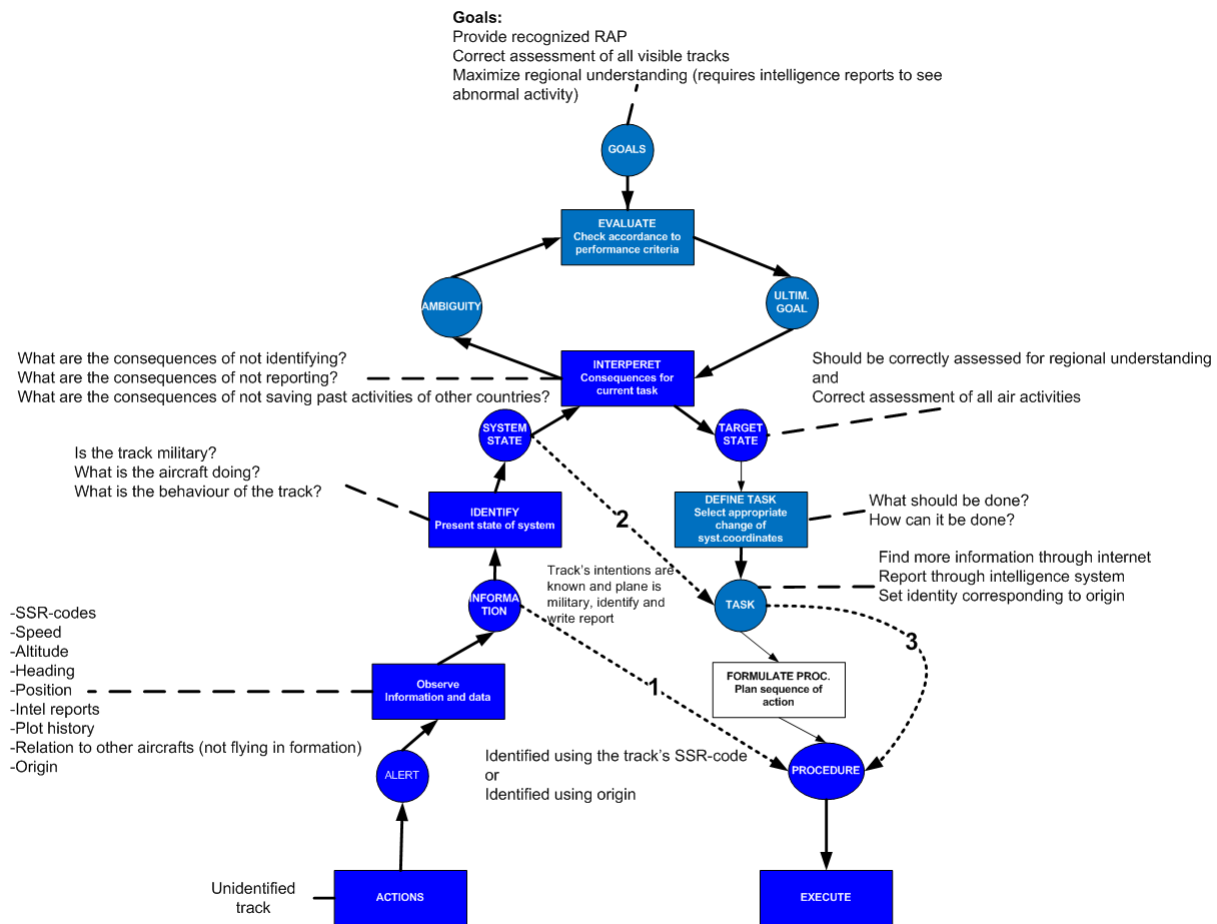 Goals:
Provide recognized RAP
Correct assessment of all visible tracks
Maximize regional understanding (requires intelligence reports to see
abnormal activity)
GOALS
EVALUATE
Check accordance to
performance criteria
AMBIGUITY
ULTIM.
GOAL
What are the consequences of not identifying?
What are the consequences of not reporting?
What are the consequences of not saving past activities of other countries?
INTERPERET
Consequences for
current task
Should be correctly assessed for regional understanding
and
Correct assessment of all air activities
SYSTEM
STATE
TARGET
STATE
Is the track military?
What is the aircraft doing?
What is the behaviour of the track?
IDENTIFY
Present state of system
2
DEFINE TASK
Select appropriate
change of
syst.coordinates
What should be done?
How can it be done?
Find more information through internet
Report through intelligence system
Set identity corresponding to origin
Track's intentions are
known and plane is
military, identify and
write report
INFORMA
TION
TASK
-SSR-codes
-Speed
-Altitude
-Heading
-Position
-Intel reports
-Plot history
-Relation to other aircrafts (not flying in formation)
-Origin
Observe
Information and data
1
3
FORMULATE PROC.
Plan sequence of
action
ALERT
Identified using the track's SSR-code
or
Identified using origin
PROCEDURE
Unidentified
track
ACTIONS
EXECUTE